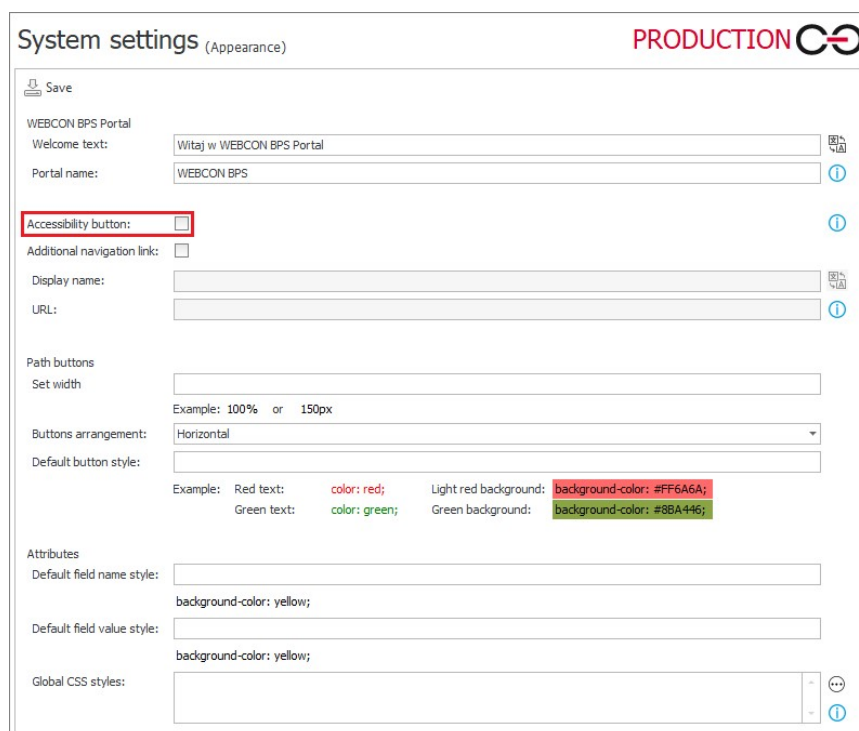 System settings (Appearance)
PRODUCTION
Save
WEBCON BPS Portal
Welcome text: Witaj w WEBCON BPS Portal
Portal name: WEBCON BPS
Accessibility button:
Additional navigation link:
Display name:
URL:
Path buttons
Set width
Example: 100% or 150px
Buttons arrangement: Horizontal
Default button style:
Example: Red text: color: red; Light red background: background-color: #FF6A6A;
Green text: color: green; Green background: background-color: #8BA446;
Attributes
Default field name style:
background-color: yellow;
Default field value style:
background-color: yellow;
Global CSS styles: